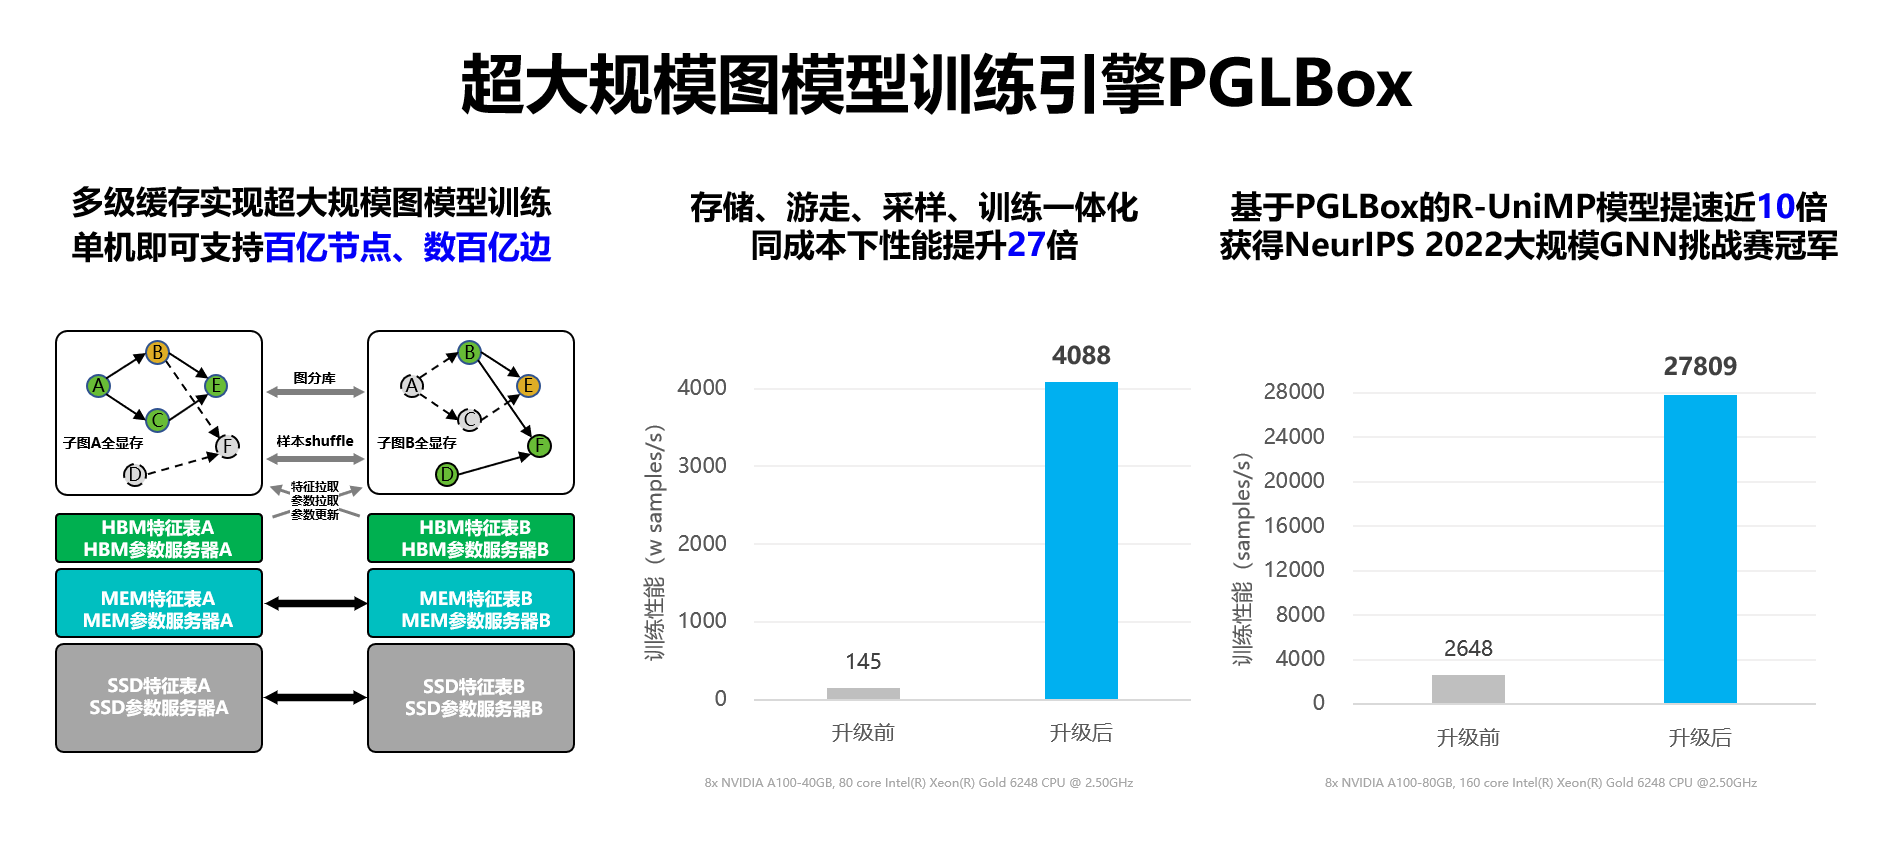 超大规模图模型训练引擎PGLBox
多级缓存实现超大规模图模型训练
单机即可支持百亿节点、数百亿边
B
A
E
C
子图A全显存
F
D
图分库
样本shuffle
特征拉取
参数拉取
参数更新
B
A
E
C
子图B全显存
F
D
HBM特征表A
HBM参数服务器A
HBM特征表B
HBM参数服务器B
MEM特征表A
MEM参数服务器A
MEM特征表B
MEM参数服务器B
SSD特征表A
SSD参数服务器A
SSD特征表B
SSD参数服务器B
存储、游走、采样、训练一体化
同成本下性能提升27倍
训练性能（w samples/s）
4000
3000
2000
1000
0
145
4088
升级前
升级后
8x NVIDIA A100-40GB, 80 core Intel(R) Xeon(R) Gold 6248 CPU @ 2.50GHz
基于PGLBox的R-UniMP模型提速近10倍
获得NeurIPS 2022大规模GNN挑战赛冠军
训练性能（samples/s）
28000
24000
20000
16000
12000
8000
4000
0
2648
27809
升级前
升级后
8x NVIDIA A100-80GB, 160 core Intel(R) Xeon(R) Gold 6248 CPU @2.50GHz